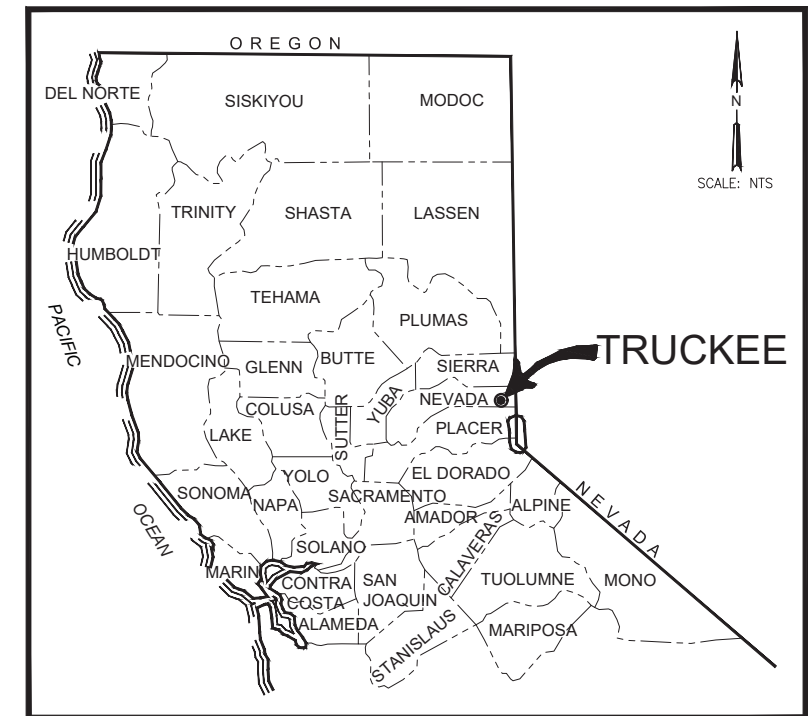 OREGON
DEL NORTE
SISKIYOU
MODOC
N
SCALE: NTS
TRINITY
SHASTA
LASSEN
HUMBOLDT
TEHAMA
PLUMAS
PACIFIC
MENDOCINO
GLENN
BUTTE
SIERRA
TRUCKEE
YUBA
NEVADA
COLUSA
SUTTER
PLACER
LAKE
YOLO
EL DORADO
SONOMA
NAPA
SACRAMENTO
ALPINE
NEVADA
OCEAN
AMADOR
SOLANO
CALAVERAS
MARIN
CONTRA
COSTA
SAN
JOAQUIN
TUOLUMNE
MONO
ALAMEDA
STANISLAUS
MARIPOSA